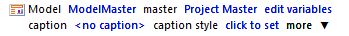 Model ModelMaster master Project Master edit variables
caption <no caption> caption style click to set more ▼